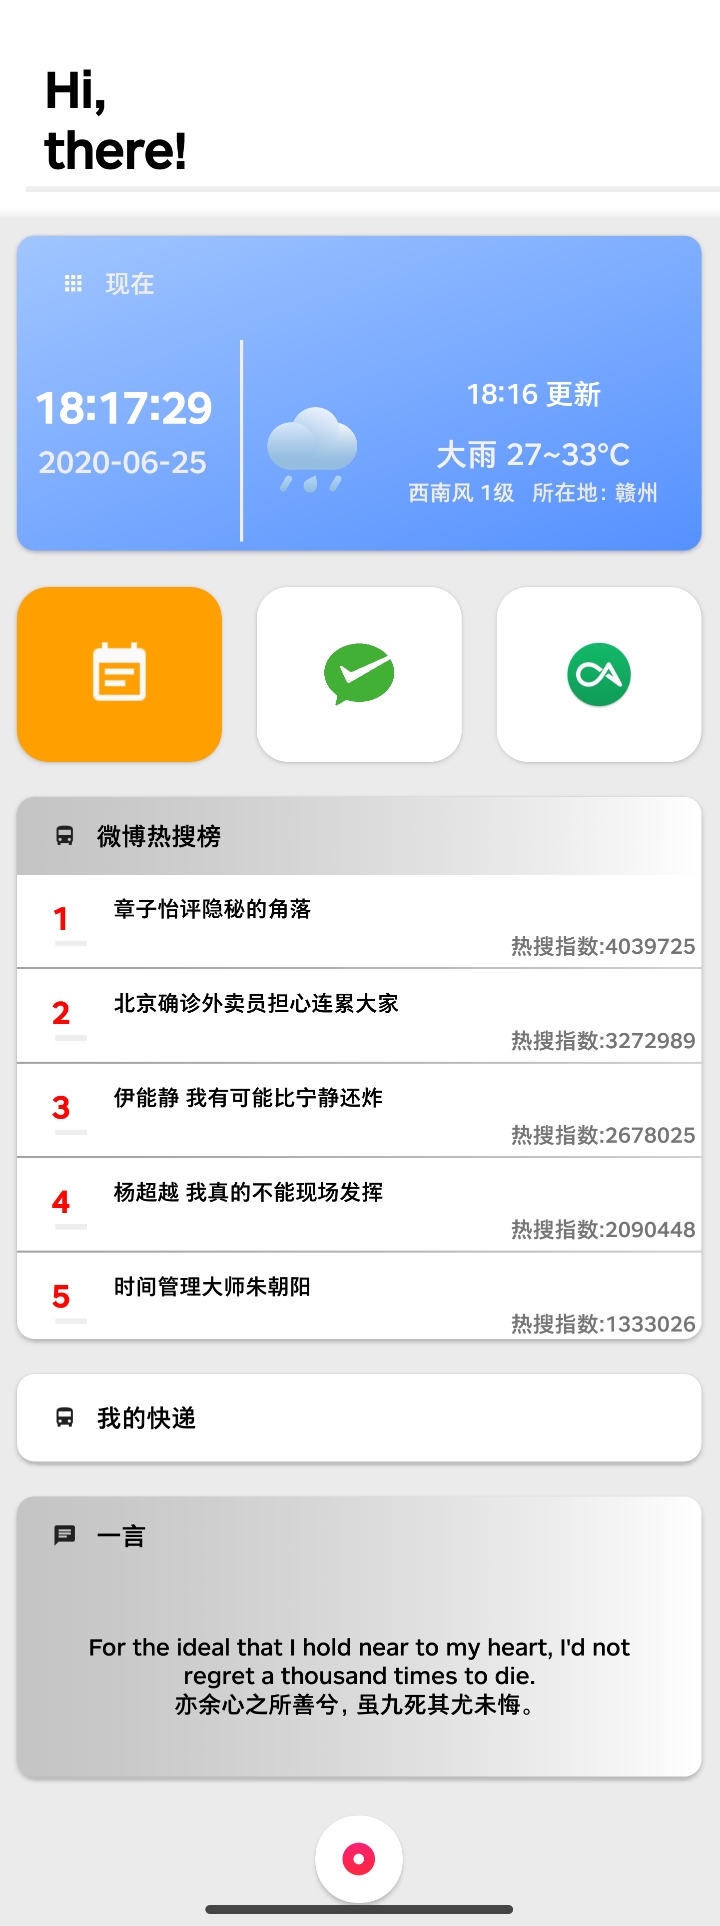 Hi,
there!
现在
18:17:29
2020-06-25
18:16 更新
大雨 27~33°C
西南风 1级 所在地：赣州
微博热搜榜
1
章子怡评隐秘的角落
热搜指数:4039725
2
北京确诊外卖员担心连累大家
热搜指数:3272989
3
伊能静 我有可能比宁静还炸
热搜指数:2678025
4
杨超越 我真的不能现场发挥
热搜指数:2090448
5
时间管理大师朱朝阳
热搜指数:1333026
我的快递
一言
For the ideal that I hold near to my heart, I'd not
regret a thousand times to die.
亦余心之所善兮，虽九死其尤未悔。